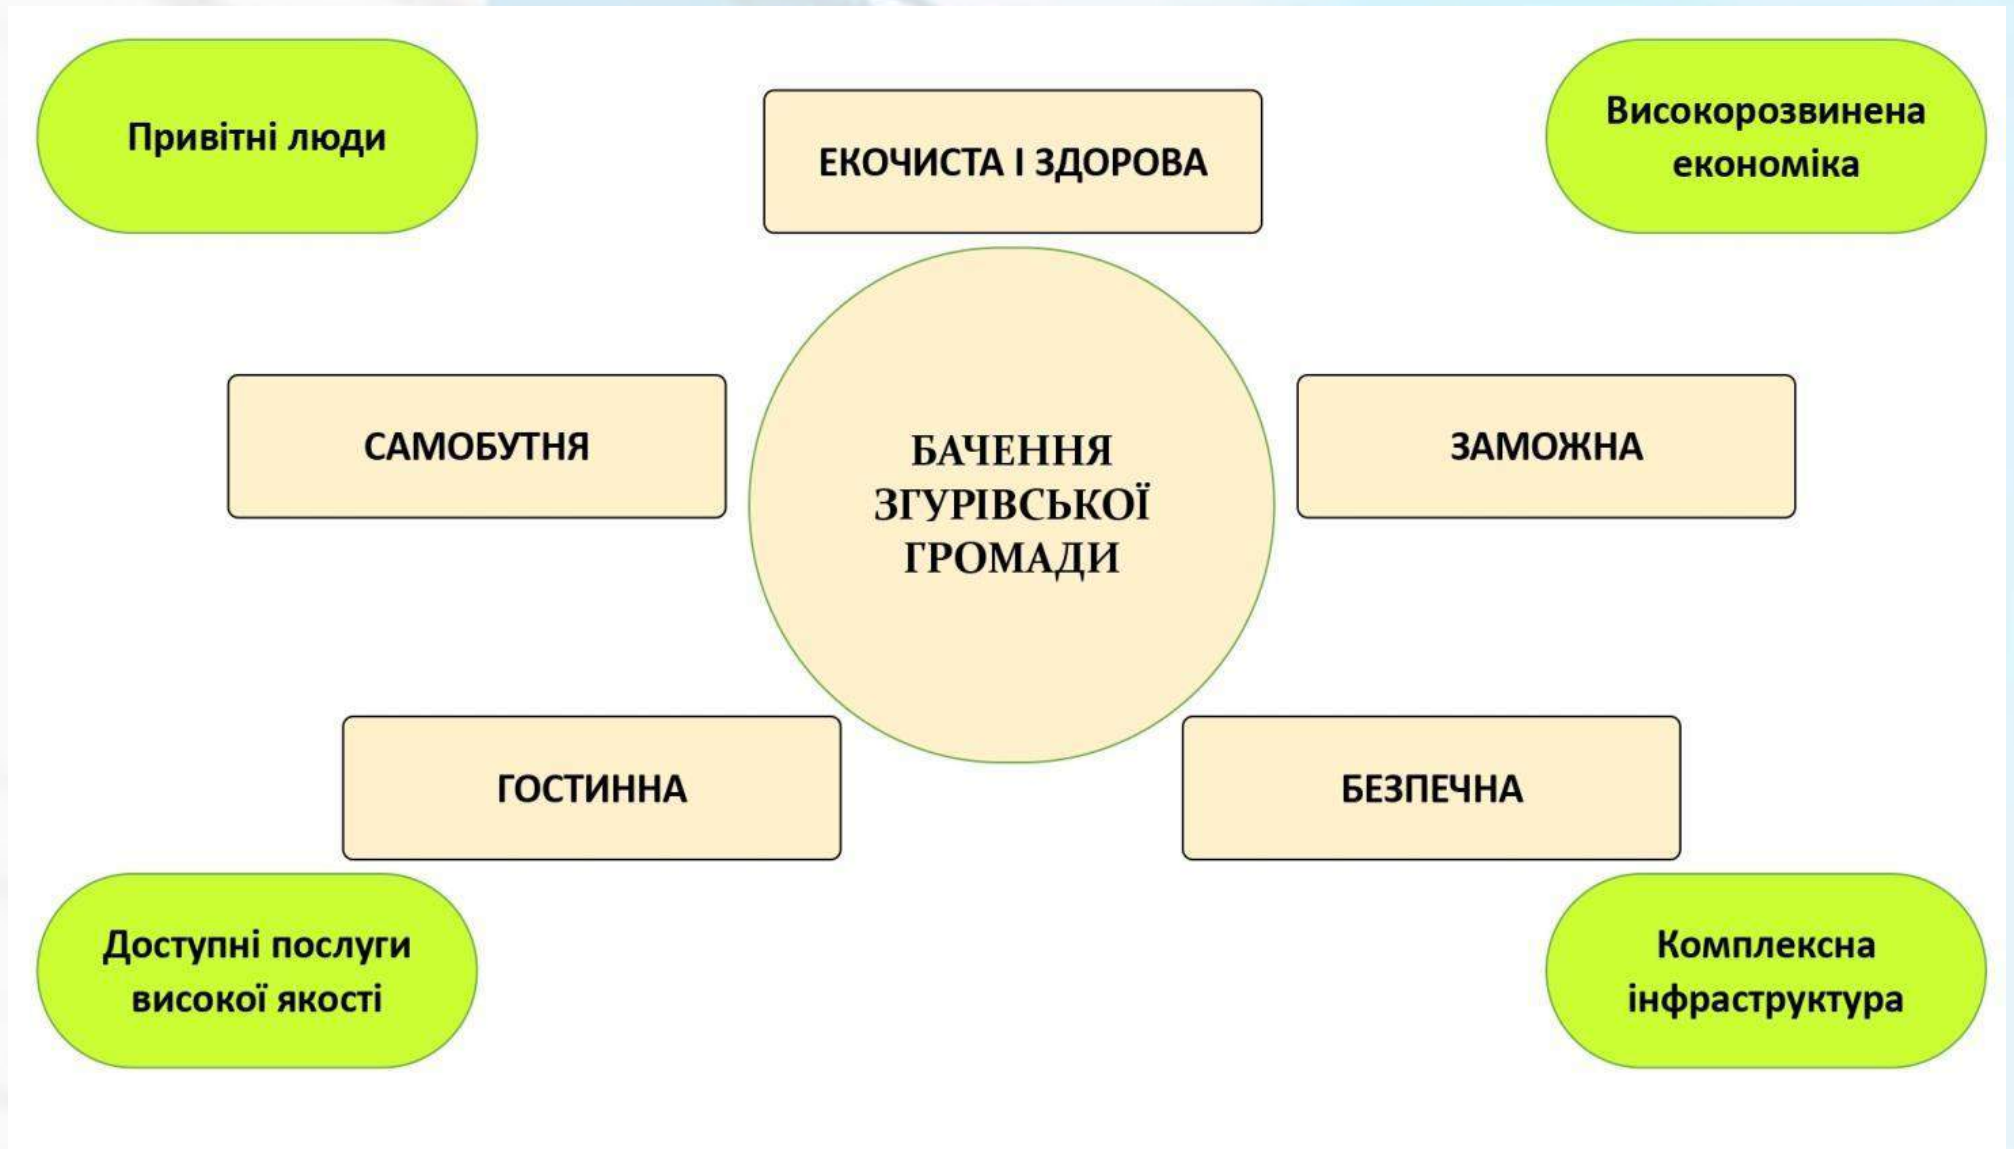 Привітні люди
Високорозвинена
економіка
ЕКОЧИСТА І ЗДОРОВА
САМОБУТНЯ
БАЧЕННЯ
ЗГУРІВСЬКОЇ
ГРОМАДИ
ЗАМОЖНА
ГОСТИННА
БЕЗПЕЧНА
Доступні послуги
високої якості
Комплексна
інфраструктура